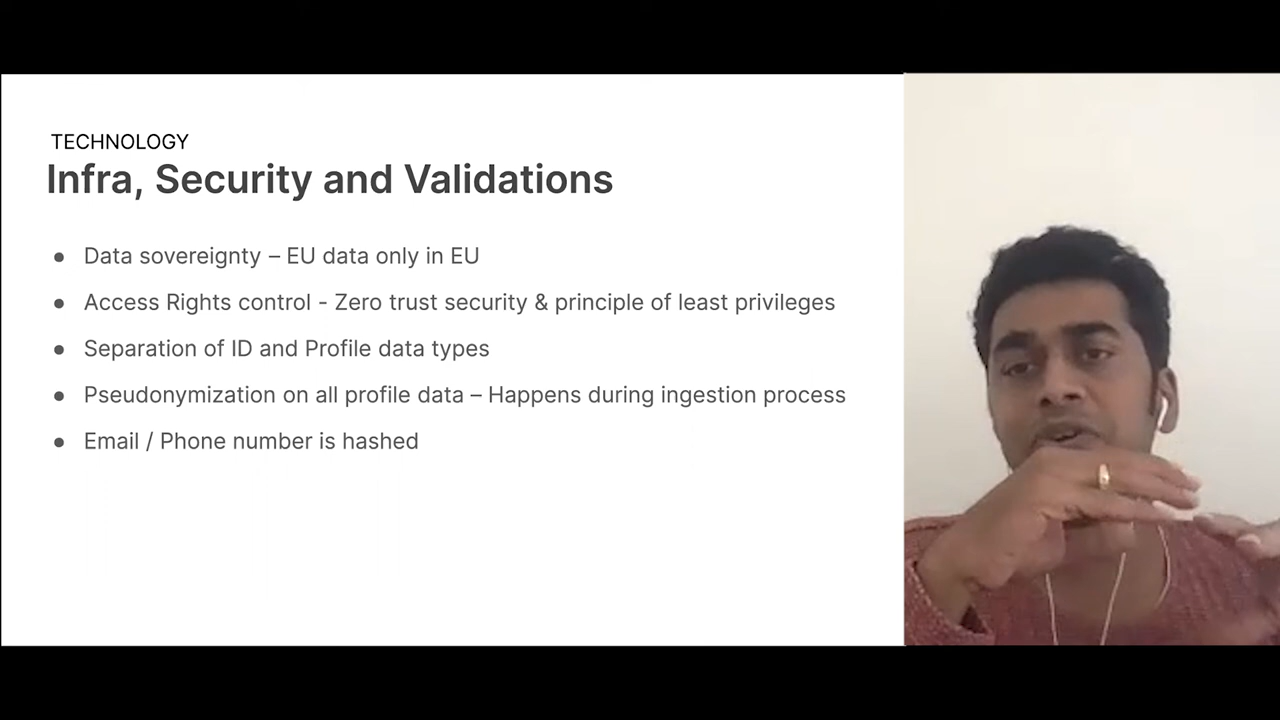 TECHNOLOGY
Infra, Security and Validations
● Data sovereignty – EU data only in EU
● Access Rights control - Zero trust security & principle of least privileges
● Separation of ID and Profile data types
● Pseudonymization on all profile data – Happens during ingestion process
● Email / Phone number is hashed